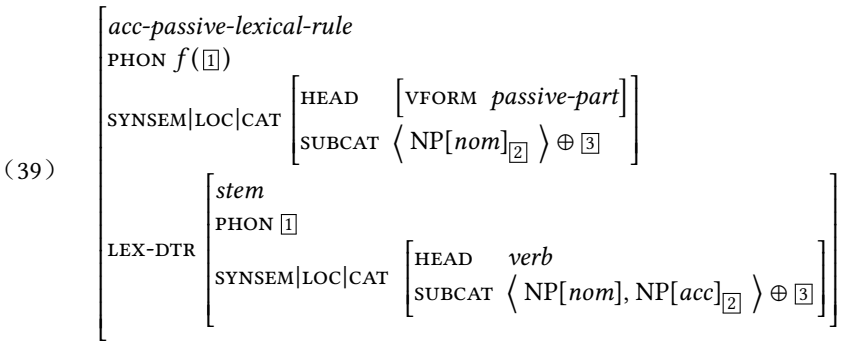 acc-passive-lexical-rule
PHON f(1)
SYNSEM|LOC|CAT [HEAD [VFORM passive-part]
SUBCAT ⟨ NP[nom]2 ⟩ ⊕ 3]
(39)
LEX-DTR [stem
PHON 1
SYNSEM|LOC|CAT [HEAD verb
SUBCAT ⟨ NP[nom], NP[acc]2 ⟩ ⊕ 3]]